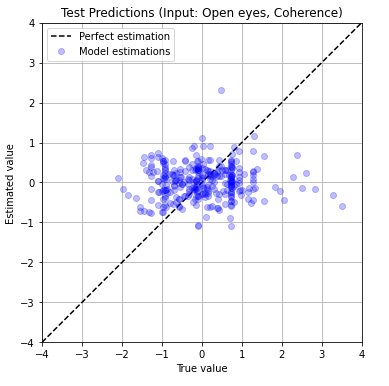 Test Predictions (Input: Open eyes, Coherence)
Perfect estimation
Model estimations
4
3
2
1
0
−1
−2
−3
−4
Estimated value
−4 −3 −2 −1 0 1 2 3 4
True value